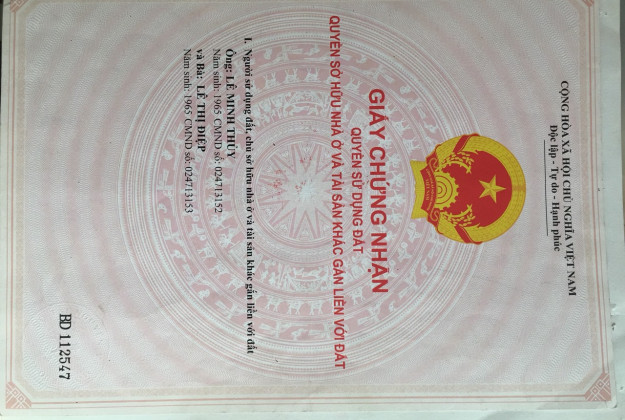 CỘNG HÒA XÃ HỘI CHỦ NGHĨA VIỆT NAM
Độc lập - Tự do - Hạnh phúc
GIẤY CHỨNG NHẬN
QUYỀN SỬ DỤNG ĐẤT
QUYỀN SỞ HỮU NHÀ Ở VÀ TÀI SẢN KHÁC GẮN LIỀN VỚI ĐẤT
I. Người sử dụng đất, chủ sở hữu nhà ở và tài sản khác gắn liền với đất
Ông: LÊ MINH THỦY
Năm sinh: 1965 CMND số: 024713152
và Bà: LÊ THỊ ĐIỆP
Năm sinh: 1965 CMND số: 024713153
BD 112547